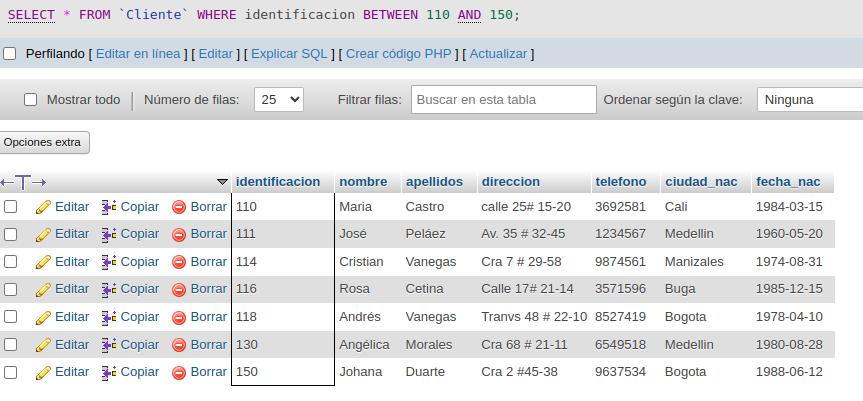 SELECT * FROM `Cliente` WHERE identificacion BETWEEN 110 AND 150;
Perfilando [ Editar en línea ] [ Editar ] [ Explicar SQL ] [ Crear código PHP ] [ Actualizar ]
Mostrar todo Número de filas: 25 Filtrar filas: Buscar en esta tabla Ordenar según la clave: Ninguna
Opciones extra
identificacion nombre apellidos direccion telefono ciudad_nac fecha_nac
Editar Copiar Borrar 110 Maria Castro calle 25# 15-20 3692581 Cali 1984-03-15
Editar Copiar Borrar 111 José Peláez Av. 35 # 32-45 1234567 Medellin 1960-05-20
Editar Copiar Borrar 114 Cristian Vanegas Cra 7 # 29-58 9874561 Manizales 1974-08-31
Editar Copiar Borrar 116 Rosa Cetina Calle 17# 21-14 3571596 Buga 1985-12-15
Editar Copiar Borrar 118 Andrés Vanegas Tranvs 48 # 22-10 8527419 Bogota 1978-04-10
Editar Copiar Borrar 130 Angélica Morales Cra 68 # 21-11 6549518 Medellin 1980-08-28
Editar Copiar Borrar 150 Johana Duarte Cra 2 #45-38 9637534 Bogota 1988-06-12